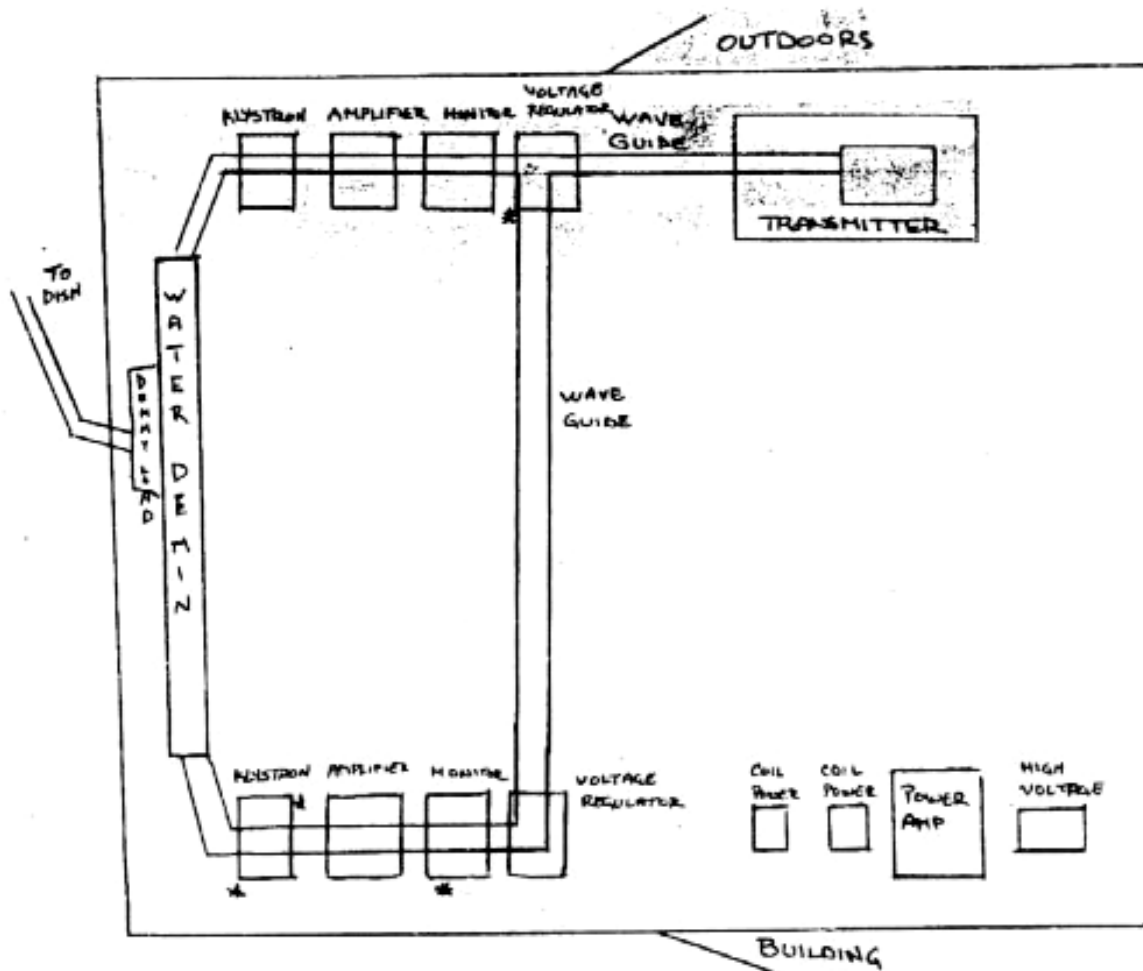 OUTDOORS
KLYSTRON
AMPLIFIER
MONITOR
VOLTAGE
REGULATOR
WAVE
GUIDE
TRANSMITTER
TO
DISH
WATER DEMIN
DUMMY LOAD
WAVE
GUIDE
KLYSTRON
AMPLIFIER
MONITOR
VOLTAGE
REGULATOR
COIL
POWER
COIL
POWER
POWER
AMP
HIGH
VOLTAGE
BUILDING